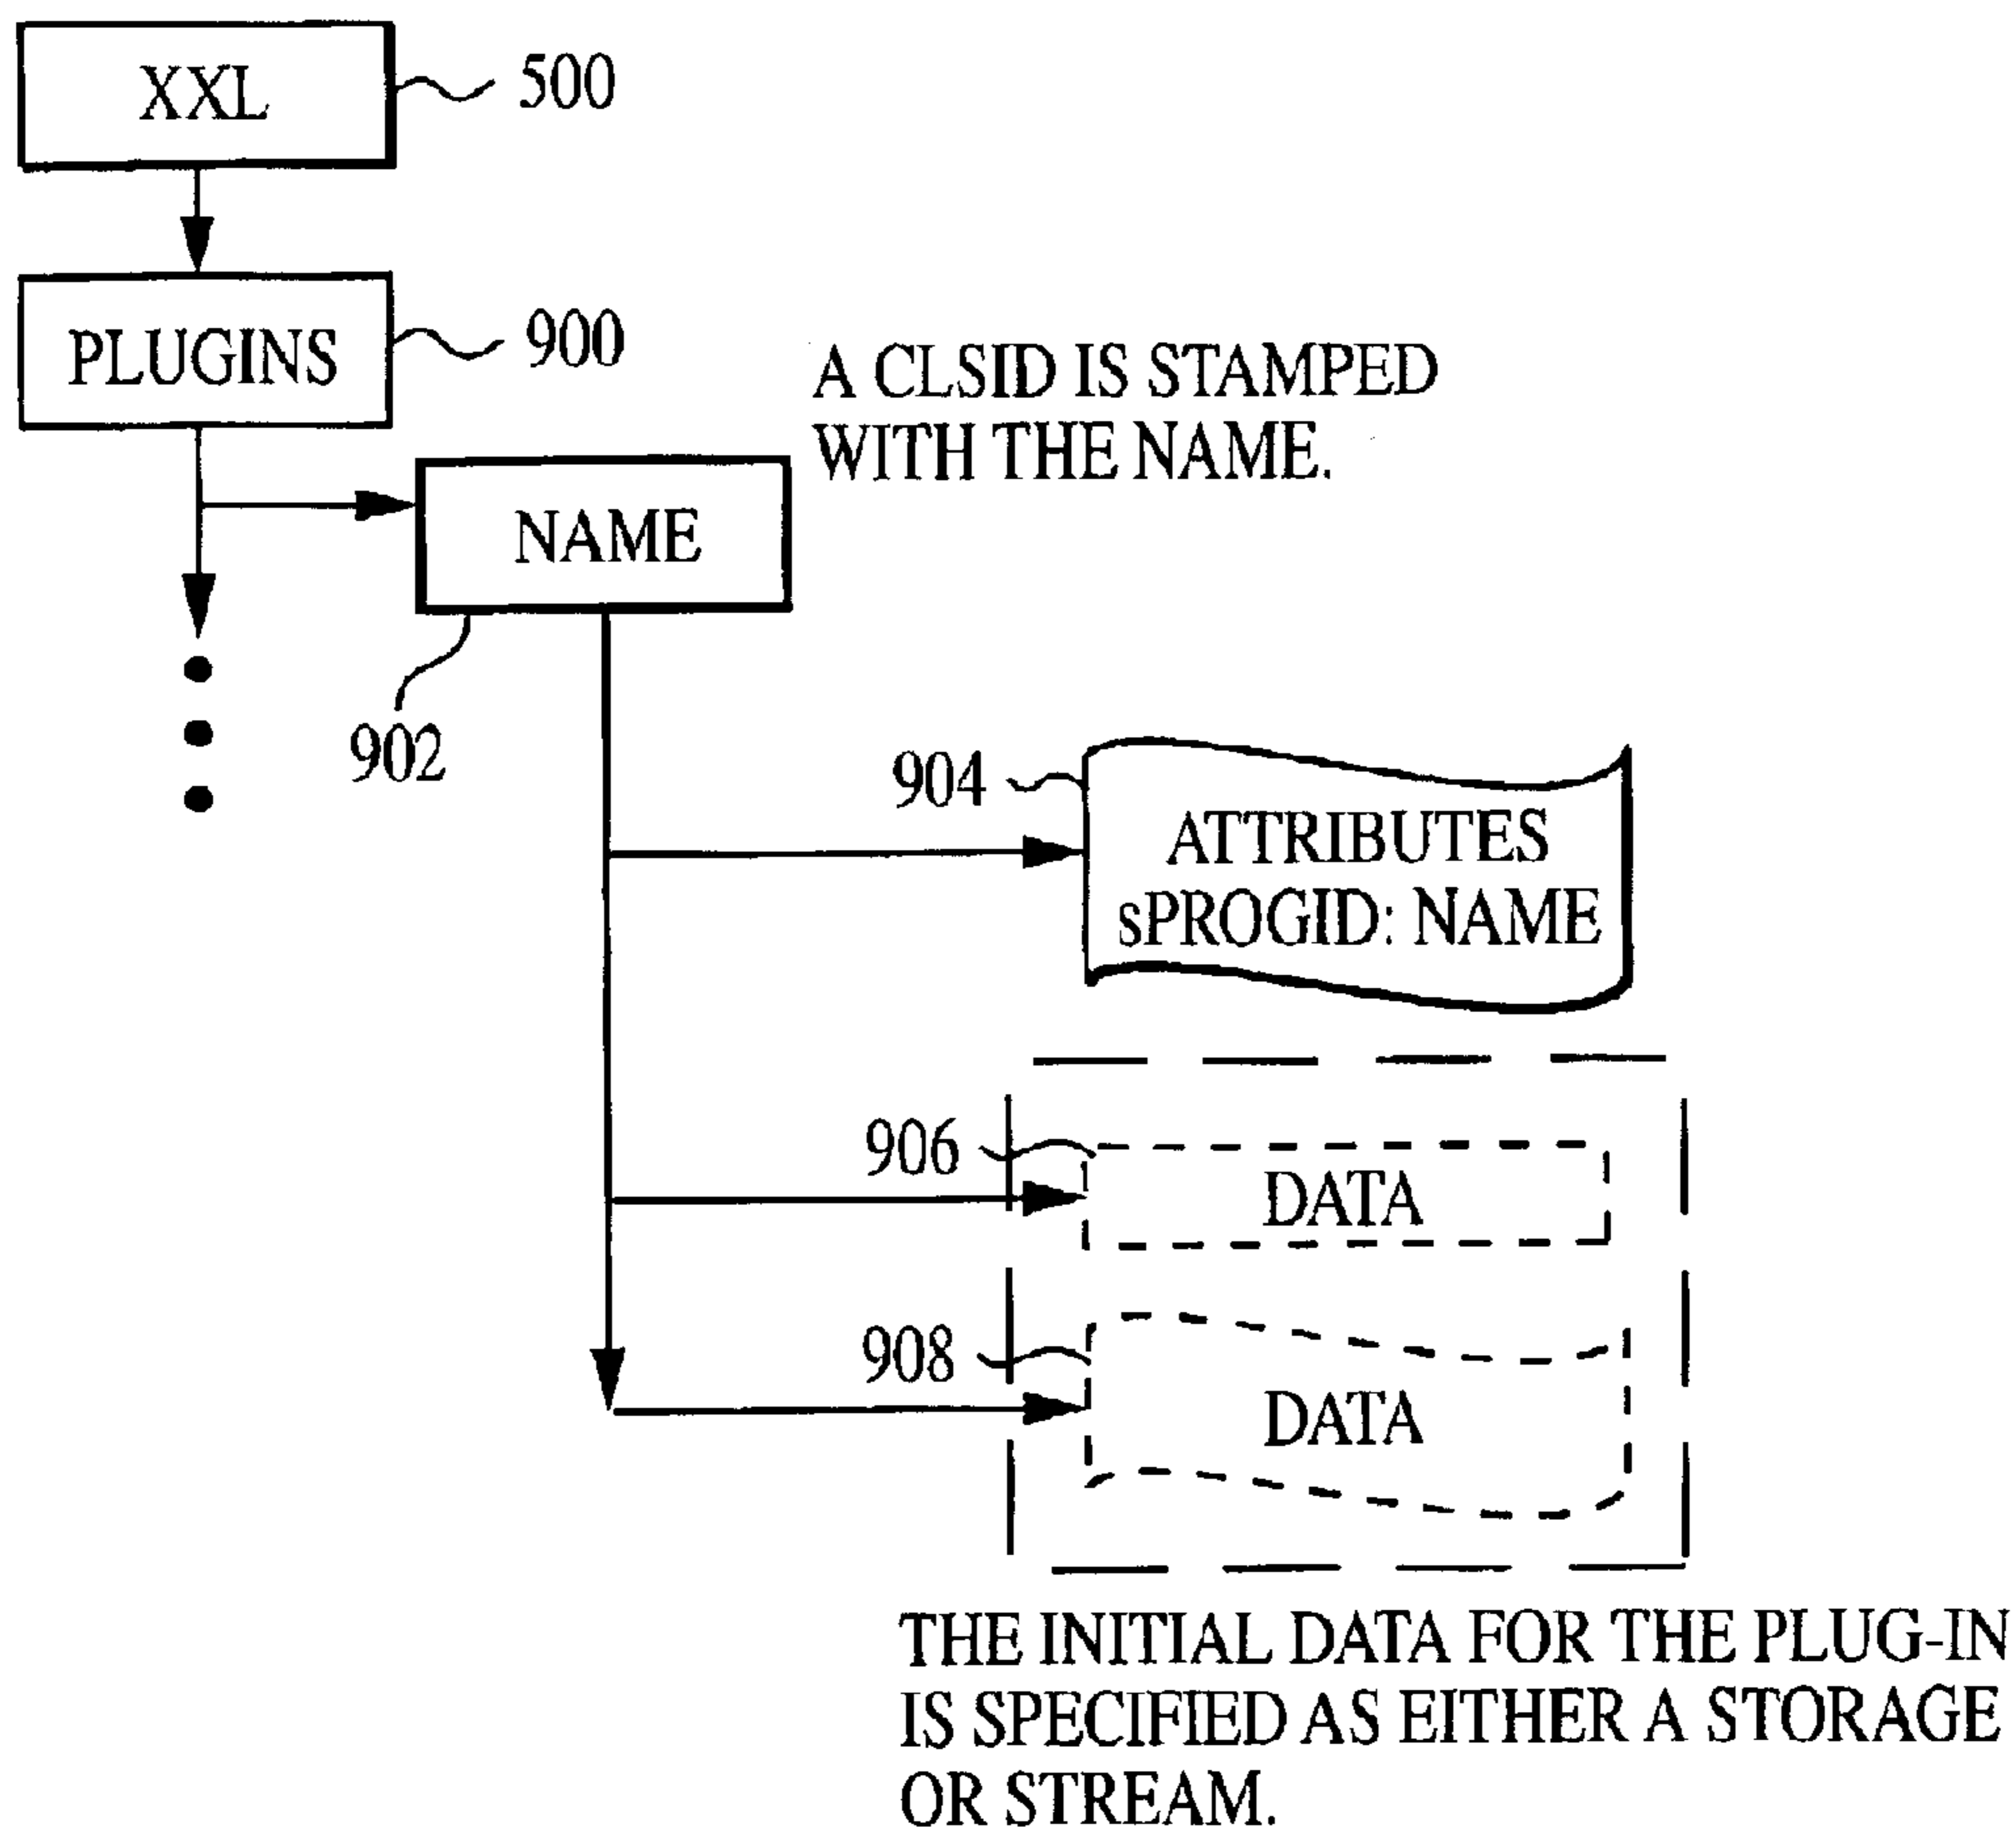 XXL
500
PLUGINS
900
A CLSID IS STAMPED
WITH THE NAME.
NAME
902
904
ATTRIBUTES
sPROGID: NAME
906
DATA
908
DATA
THE INITIAL DATA FOR THE PLUG-IN
IS SPECIFIED AS EITHER A STORAGE
OR STREAM.